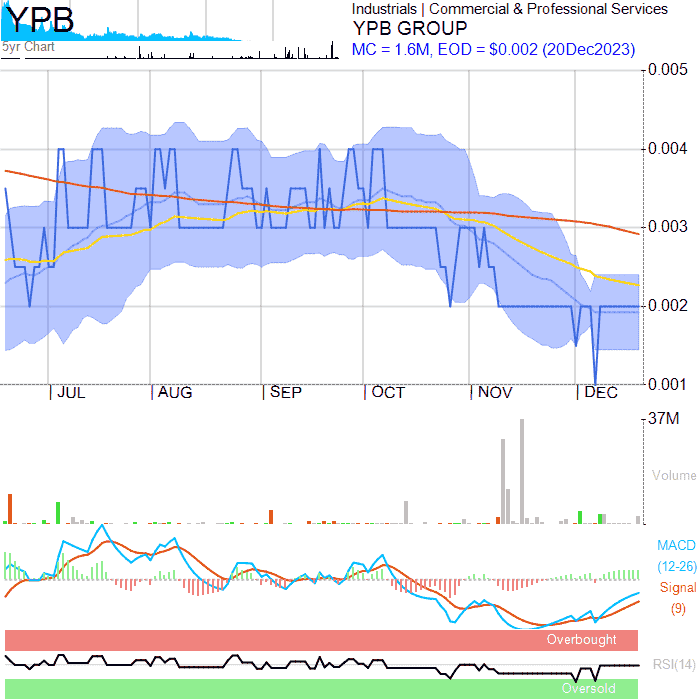 YPB
5yr Chart
Industrials | Commercial & Professional Services
YPB GROUP
MC = 1.6M, EOD = $0.002 (20Dec2023)
0.005
0.004
0.003
0.002
0.001
JUL
AUG
SEP
OCT
NOV
DEC
37M
Volume
MACD
(12-26)
Signal
(9)
Overbought
RSI(14)
Oversold